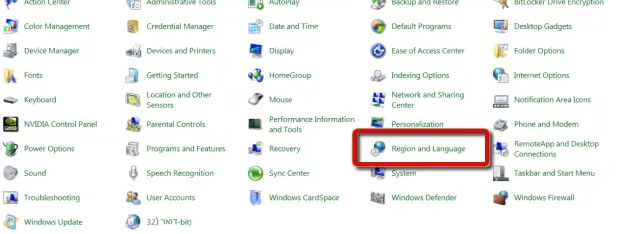 Action Center
Administrative Tools
AutoPlay
Backup and Restore
BitLocker Drive Encryption
Color Management
Credential Manager
Date and Time
Default Programs
Desktop Gadgets
Device Manager
Devices and Printers
Display
Ease of Access Center
Folder Options
Fonts
Getting Started
HomeGroup
Indexing Options
Internet Options
Keyboard
Location and Other
Sensors
Mouse
Network and Sharing
Center
Notification Area Icons
NVIDIA Control Panel
Parental Controls
Performance Information
and Tools
Personalization
Phone and Modem
Power Options
Programs and Features
Recovery
Region and Language
RemoteApp and Desktop
Connections
Sound
Speech Recognition
Sync Center
System
Taskbar and Start Menu
Troubleshooting
User Accounts
Windows CardSpace
Windows Defender
Windows Firewall
Windows Update
דואר (32-bit)